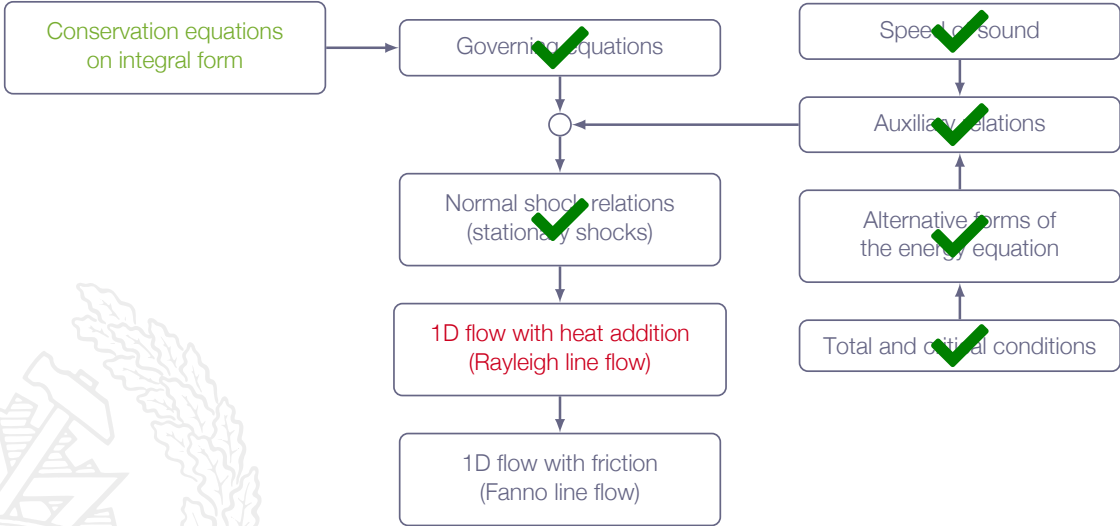 Conservation equations
on integral form
Governing equations
Speed of sound
Auxiliary relations
Normal shock relations
(stationary shocks)
Alternative forms of
the energy equation
1D flow with heat addition
(Rayleigh line flow)
Total and critical conditions
1D flow with friction
(Fanno line flow)